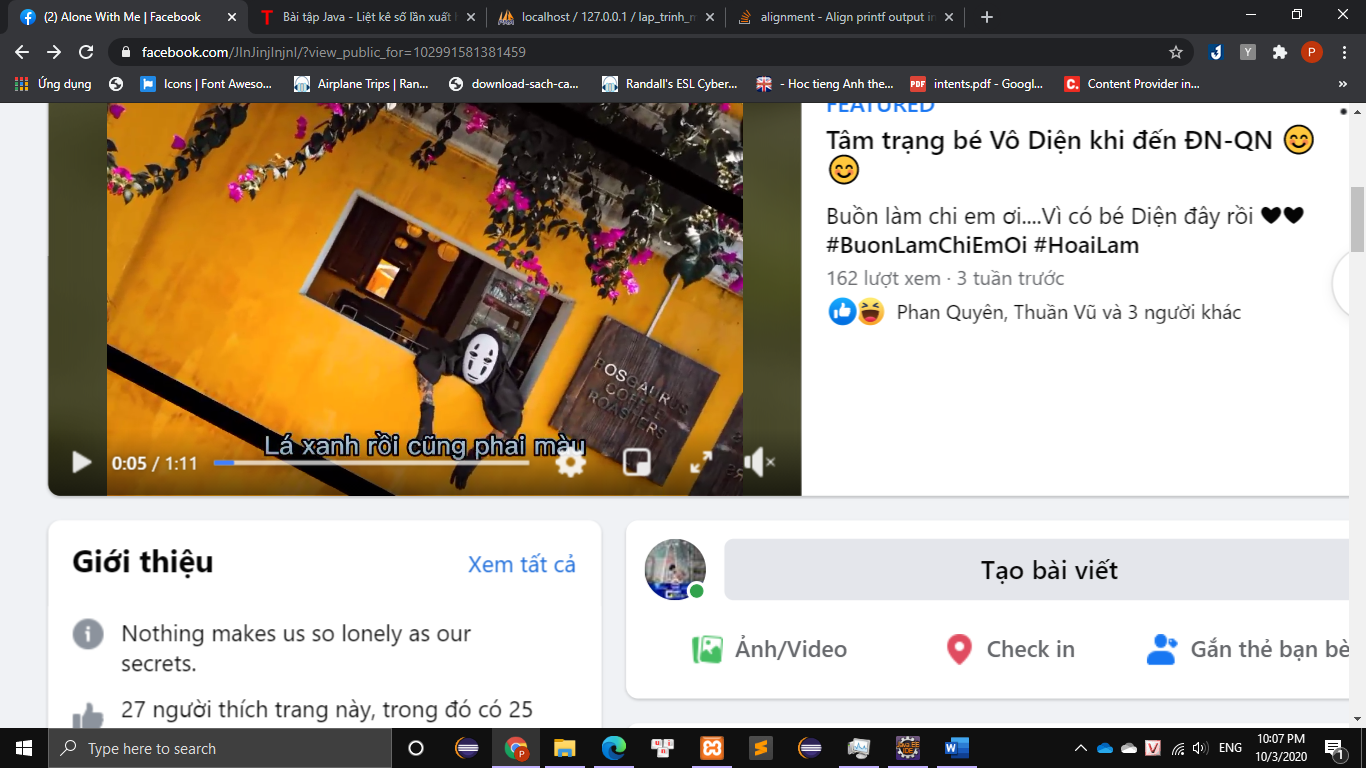 (2) Alone With Me | Facebook
Bài tập Java - Liệt kê số lần xuất
localhost / 127.0.0.1 / lap_trinh_m
alignment - Align printf output in
facebook.com/JInJinjInjnI/?view_public_for=102991581381459
P
Ứng dụng
Icons | Font Aweso...
Airplane Trips | Ran...
download-sach-ca...
Randall's ESL Cyber...
- Hoc tieng Anh the...
intents.pdf - Googl...
Content Provider in...
»
FEATURED
Tâm trạng bé Vô Diện khi đến ĐN-QN 😊
😊
Buồn làm chi em ơi....Vì có bé Diện đây rồi 🖤🖤
#BuonLamChiEmOi #HoaiLam
162 lượt xem · 3 tuần trước
Phan Quyên, Thuần Vũ và 3 người khác
BOSGAURUS
COFFEE
ROASTERS
Lá xanh rồi cũng phai màu
0:05 / 1:11
Giới thiệu
Xem tất cả
Nothing makes us so lonely as our
secrets.
27 người thích trang này, trong đó có 25
Tạo bài viết
Ảnh/Video
Check in
Gắn thẻ bạn bè
Type here to search
ENG
10:07 PM
10/3/2020